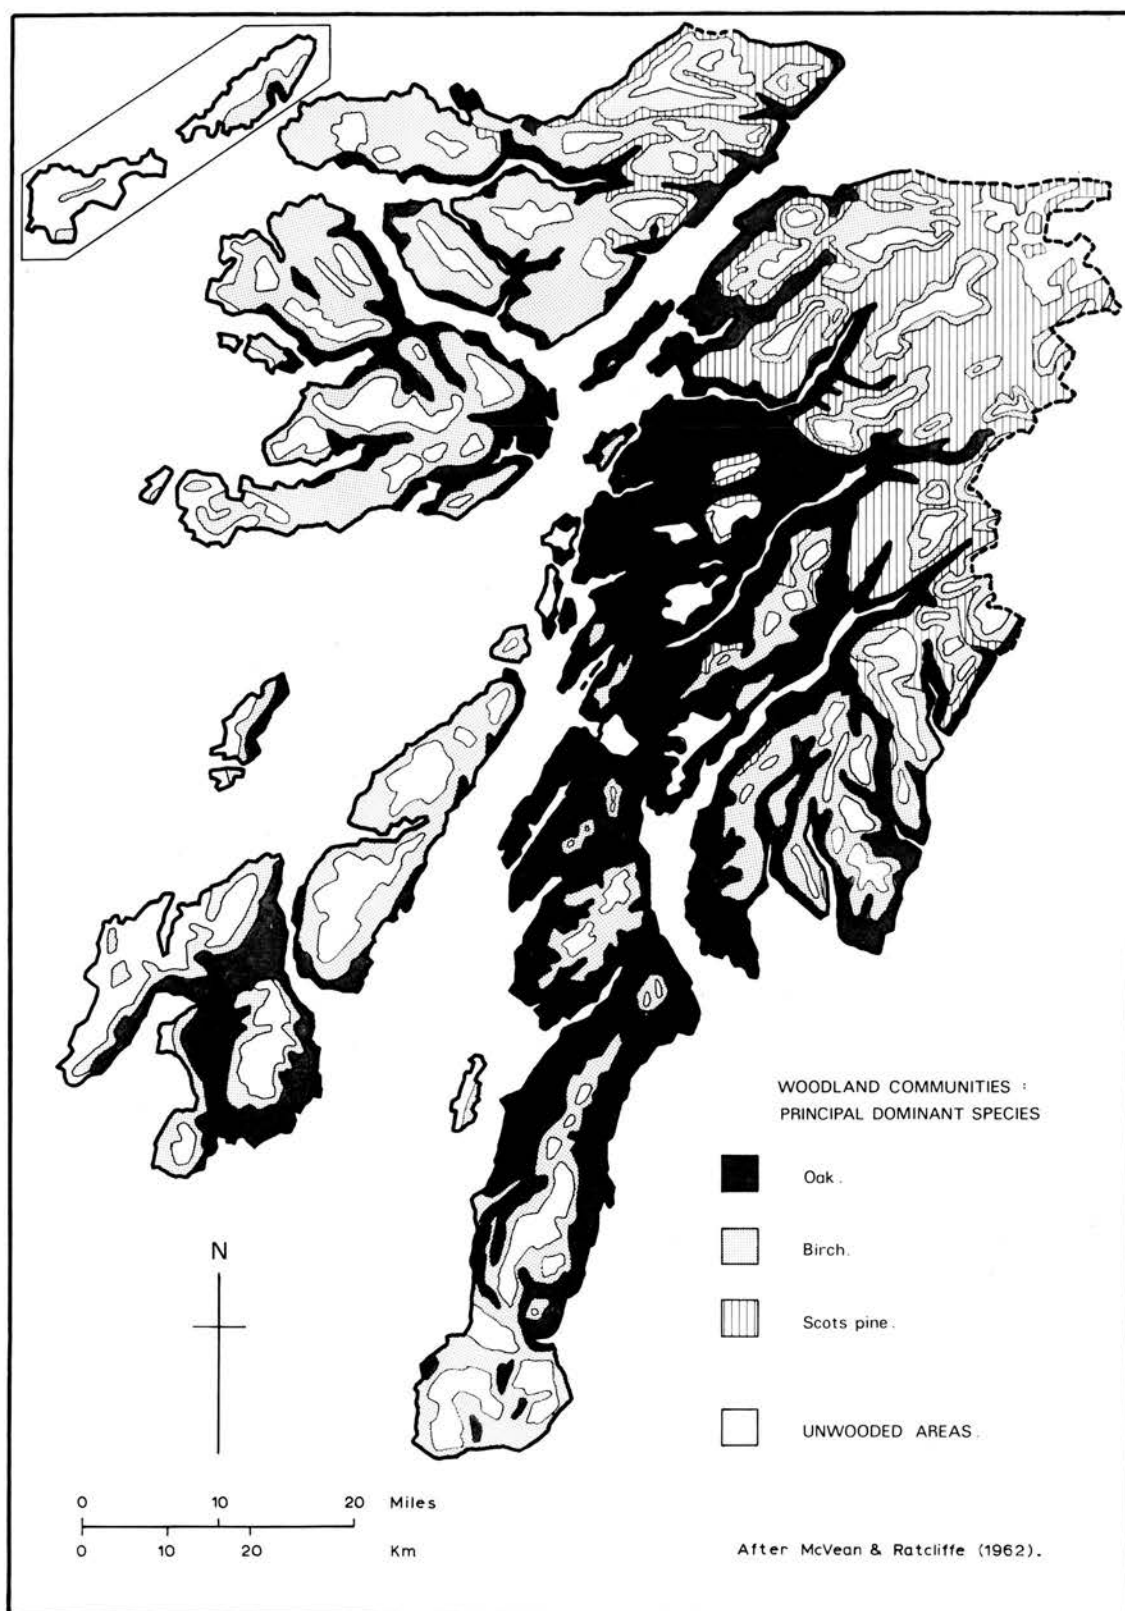 WOODLAND COMMUNITIES :
PRINCIPAL DOMINANT SPECIES
Oak.
Birch.
Scots pine.
UNWOODED AREAS.
N
0 10 20 Miles
0 10 20 Km
After McVean & Ratcliffe (1962).